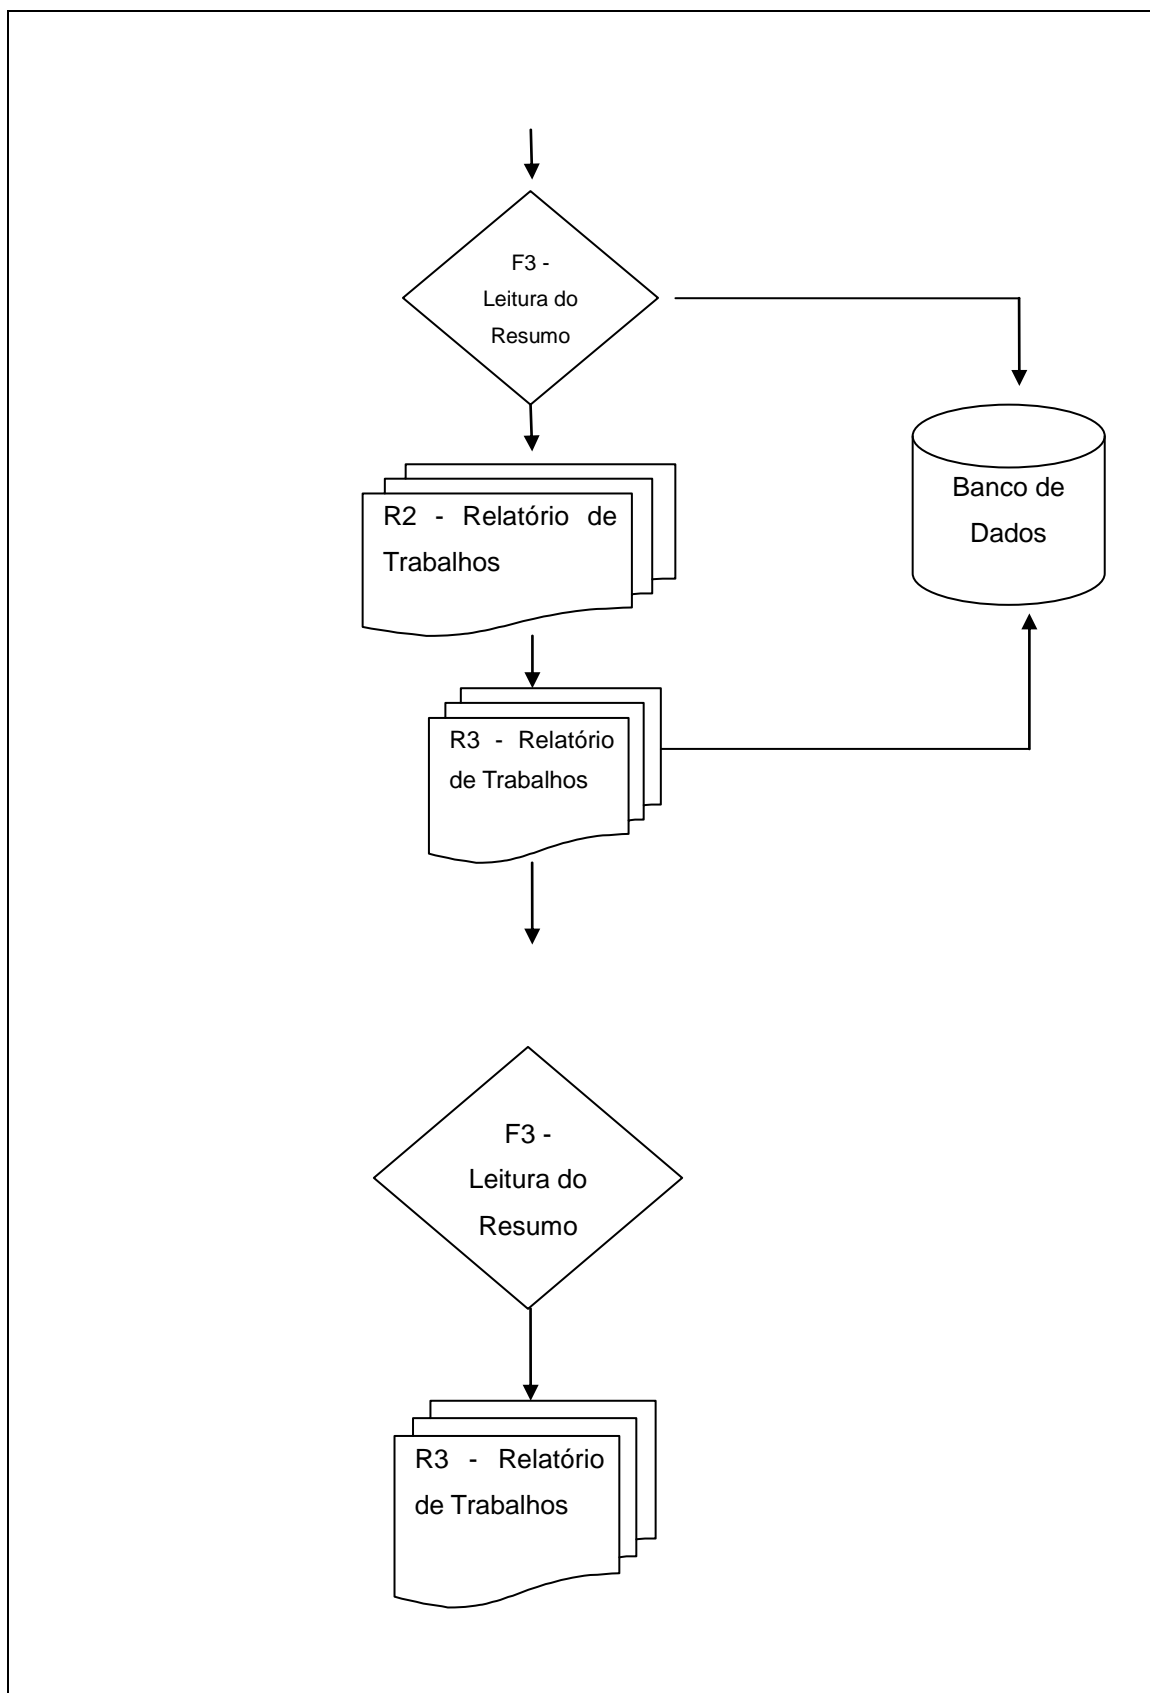 F3 -
Leitura do
Resumo
Banco de
Dados
R2 - Relatório de
Trabalhos
R3 - Relatório
de Trabalhos
F3 -
Leitura do
Resumo
R3 - Relatório
de Trabalhos